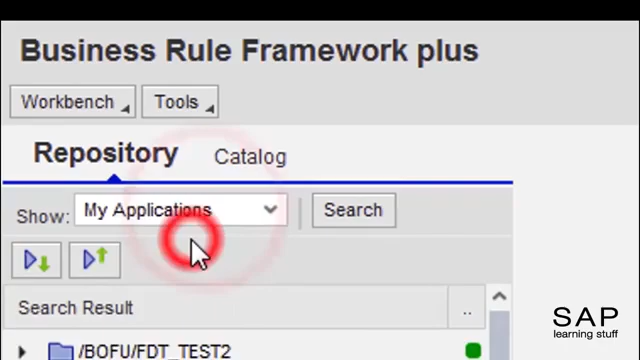 Business Rule Framework plus
Workbench Tools
Repository Catalog
Show: My Applications Search
Search Result ..
/BOFU/FDT_TEST2
SAP
learning stuff